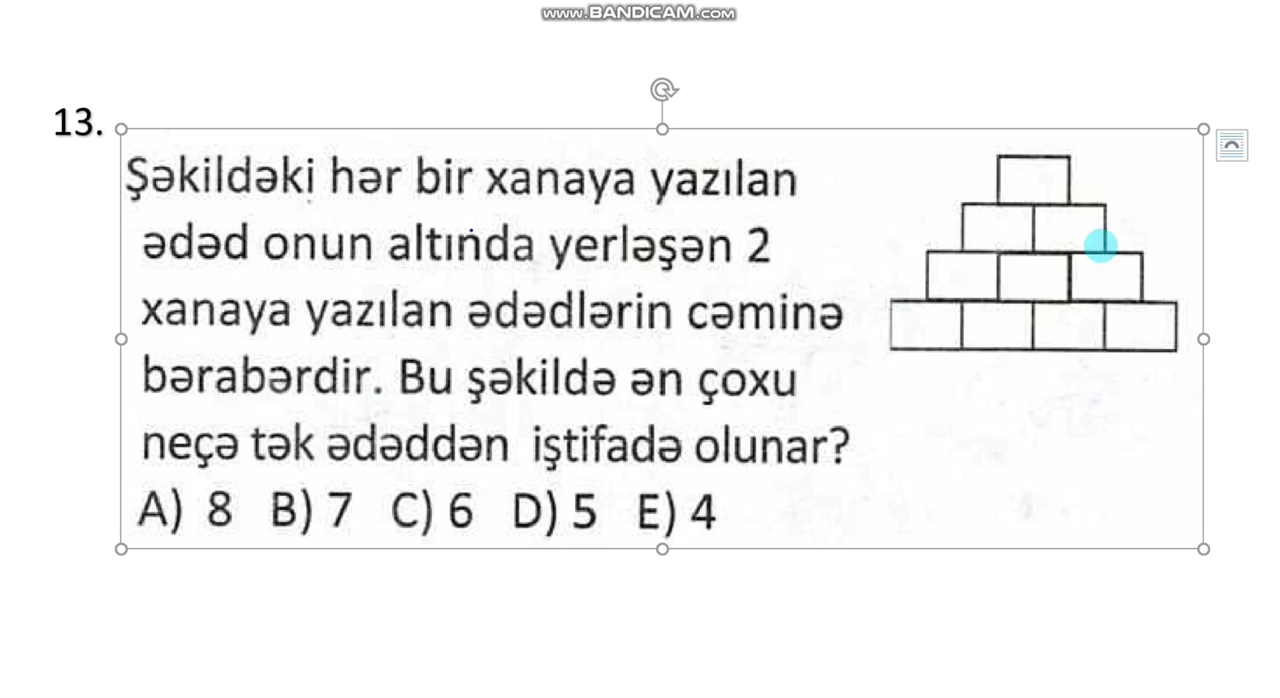 www.BANDICAM.com
13.
Şəkildəki hər bir xanaya yazılan
ədəd onun altında yerləşən 2
xanaya yazılan ədədlərin cəminə
bərabərdir. Bu şəkildə ən çoxu
neçə tək ədəddən iştifadə olunar?
A) 8 B) 7 C) 6 D) 5 E) 4